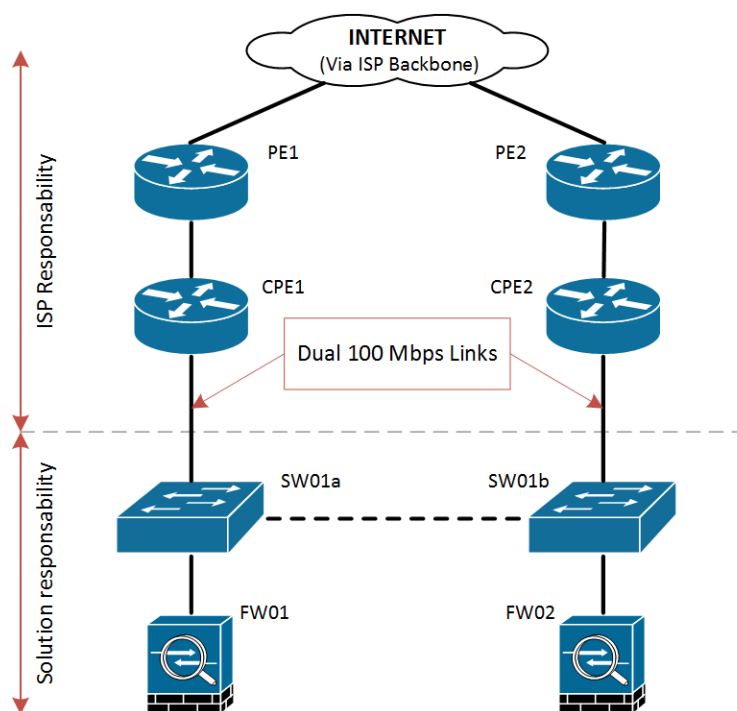 INTERNET
(Via ISP Backbone)
PE1
PE2
ISP Responsability
CPE1
CPE2
Dual 100 Mbps Links
SW01a
SW01b
Solution responsability
FW01
FW02